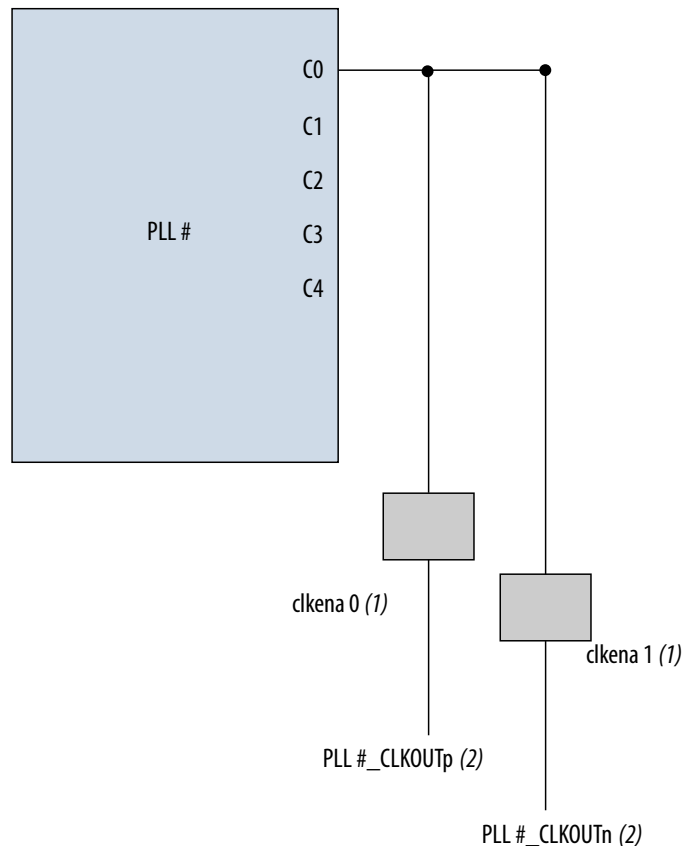 C0
C1
C2
PLL #
C3
C4
clkena 0 (1)
clkena 1 (1)
PLL #_CLKOUTp (2)
PLL #_CLKOUTn (2)